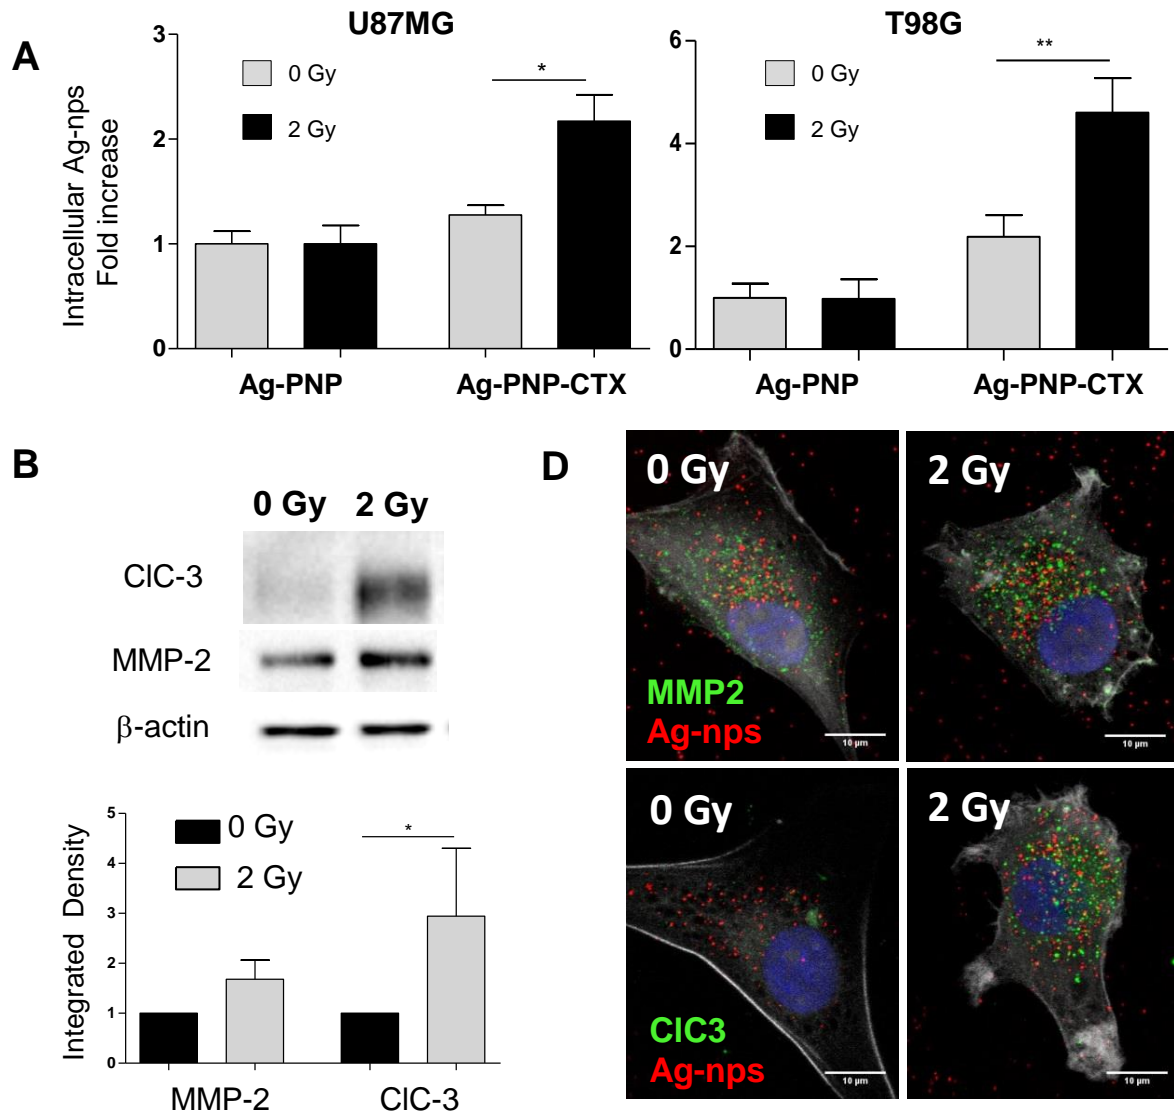 A
U87MG
T98G
Intracellular Ag-nps
Fold increase
3
2
1
0
0 Gy
2 Gy
*
Ag-PNP
Ag-PNP-CTX
6
4
2
0
0 Gy
2 Gy
**
Ag-PNP
Ag-PNP-CTX
B
0 Gy 2 Gy
ClC-3
MMP-2
β-actin
Integrated Density
5
4
3
2
1
0
0 Gy
2 Gy
*
MMP-2
ClC-3
D
0 Gy
MMP2
Ag-nps
10 µm
2 Gy
10 µm
0 Gy
ClC3
Ag-nps
10 µm
2 Gy
10 µm